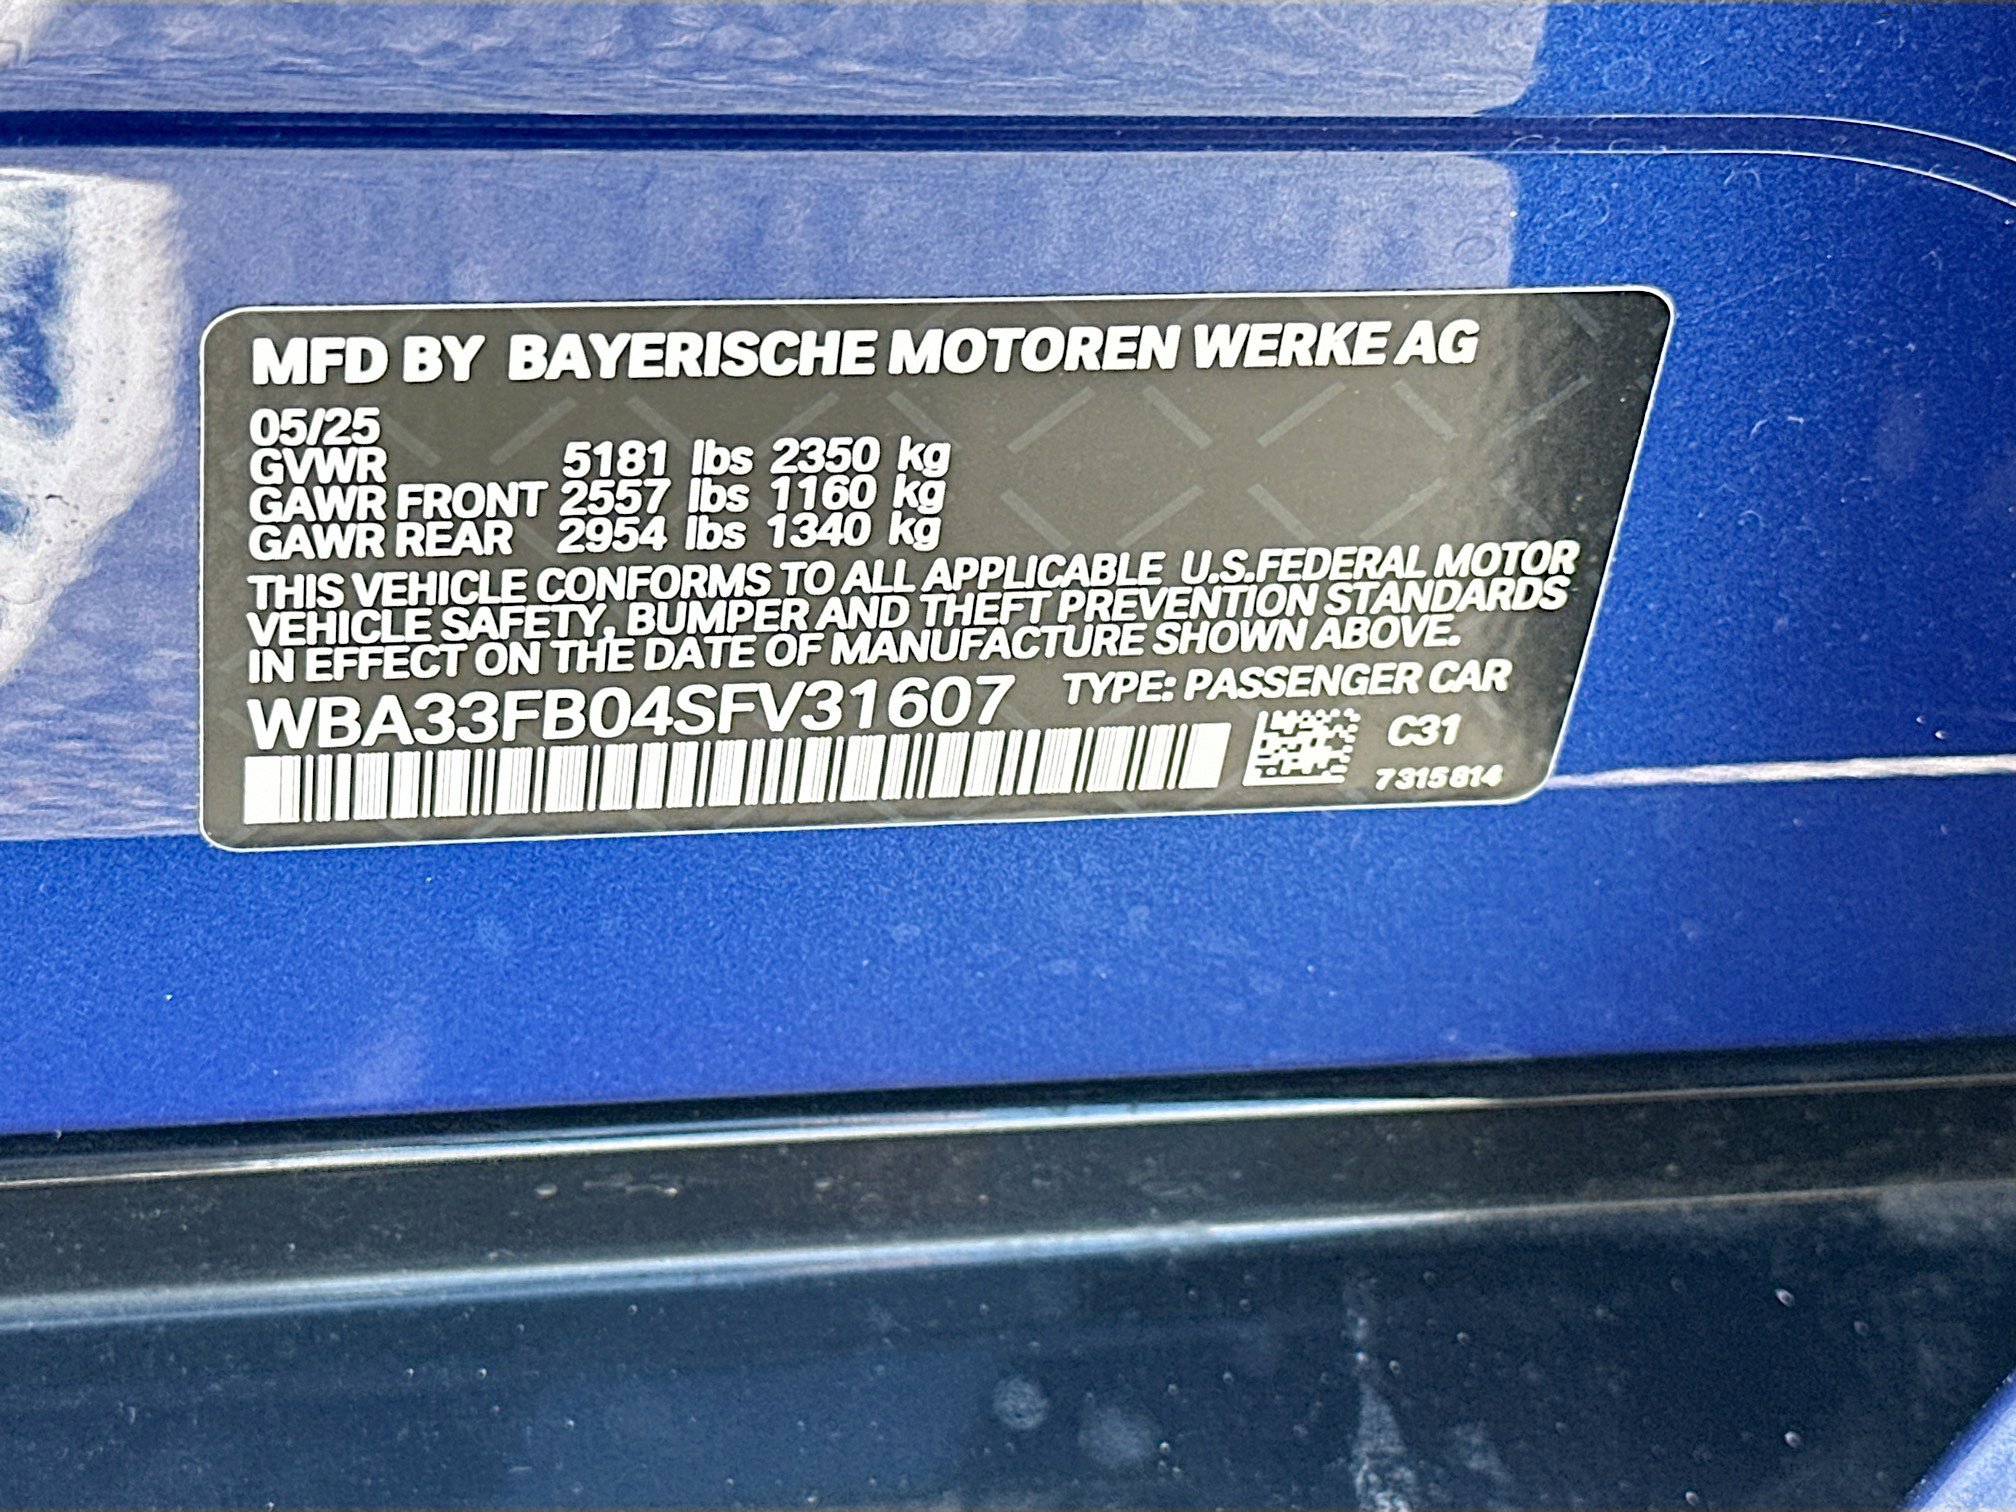 MFD BY BAYERISCHE MOTOREN WERKE AG
05/25
GVWR 5181 lbs 2350 kg
GAWR FRONT 2557 lbs 1160 kg
GAWR REAR 2954 lbs 1340 kg
THIS VEHICLE CONFORMS TO ALL APPLICABLE U.S.FEDERAL MOTOR
VEHICLE SAFETY, BUMPER AND THEFT PREVENTION STANDARDS
IN EFFECT ON THE DATE OF MANUFACTURE SHOWN ABOVE.
WBA33FB04SFV31607 TYPE: PASSENGER CAR
C31
7315814